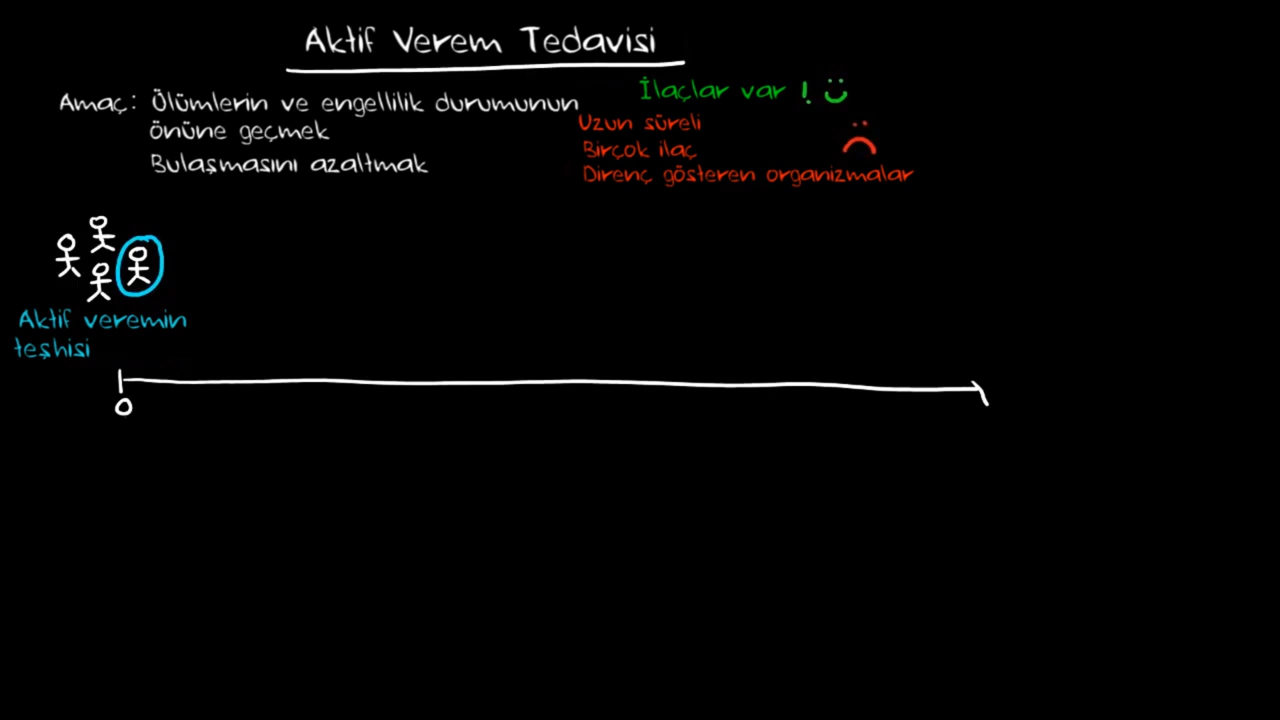 Aktif Verem Tedavisi
Amaç: Ölümlerin ve engellilik durumunun
önüne geçmek
Bulaşmasını azaltmak
İlaçlar var !
Uzun süreli
Birçok ilaç
Direnç gösteren organizmalar
Aktif veremin
teşhisi
0